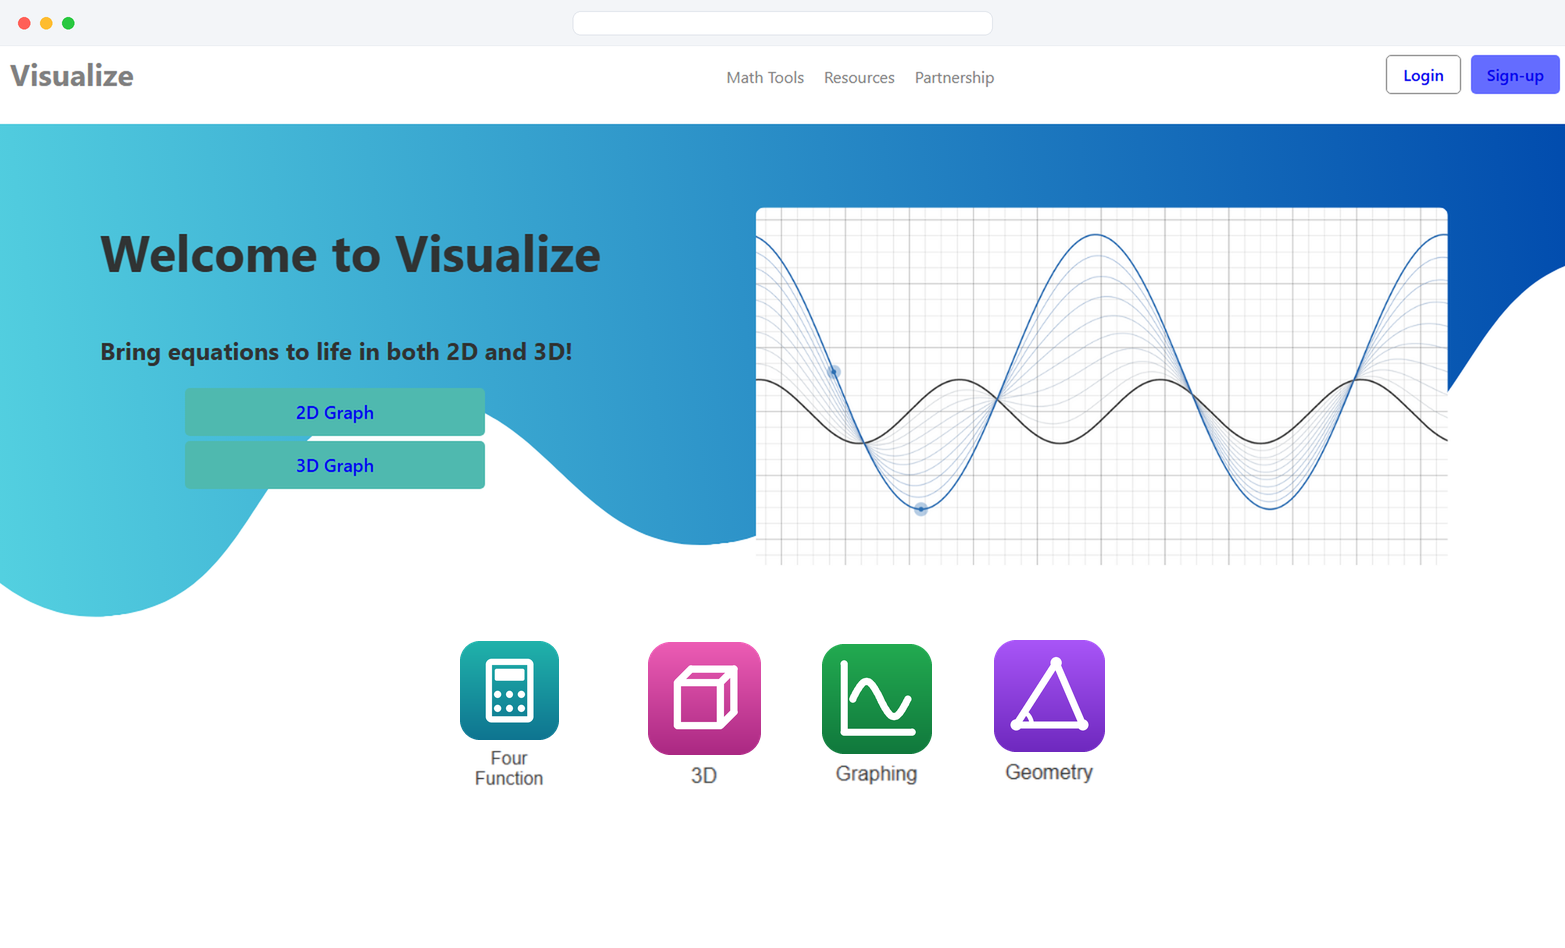 Visualize
Math Tools Resources Partnership
Login
Sign-up
Welcome to Visualize
Bring equations to life in both 2D and 3D!
2D Graph
3D Graph
Four
Function
3D
Graphing
Geometry